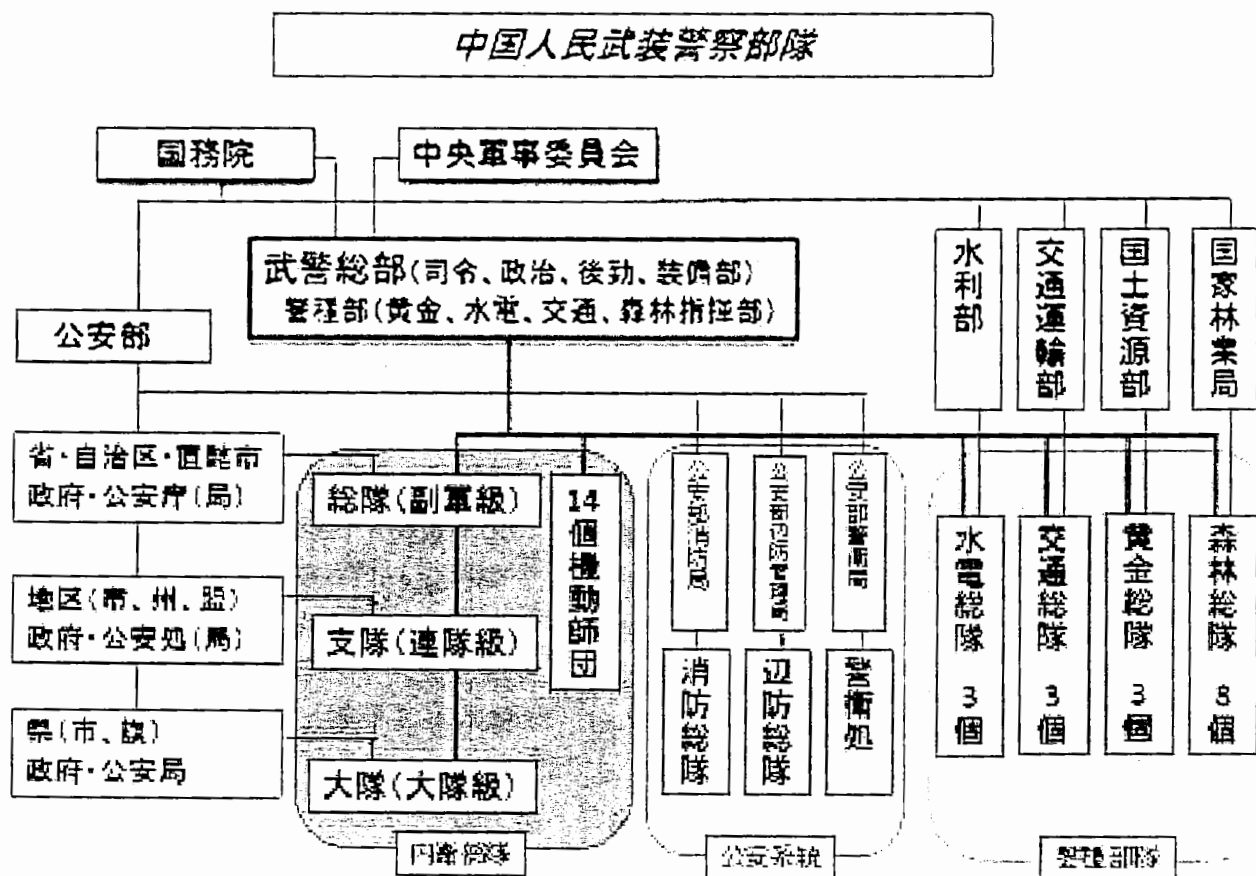 中国人民武装警察部隊
国務院
中央軍事委員会
武警総部(司令、政治、後勤、装備部)
警種部(黄金、水電、交通、森林指揮部)
公安部
水利部
交通運輸部
国土資源部
国家林業局
省・自治区・直轄市
政府・公安庁(局)
地区(市、州、盟)
政府・公安処(局)
県(市、旗)
政府・公安局
総隊(副軍級)
支隊(連隊級)
大隊(大隊級)
14個機動師団
公安部消防局
公安部辺防管理局
公安部警衛局
消防総隊
辺防総隊
警衛処
水電総隊 3個
交通総隊 3個
黄金総隊 3個
森林総隊 8個
内衛部隊
公安系統
警種部隊